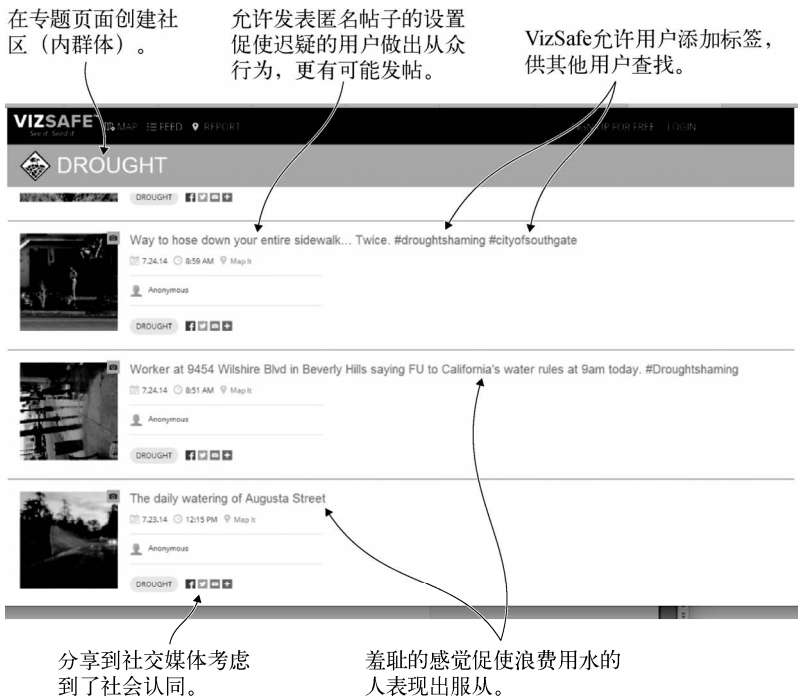 在专题页面创建社
区（内群体）。
允许发表匿名帖子的设置
促使迟疑的用户做出从众
行为，更有可能发帖。
VizSafe允许用户添加标签，
供其他用户查找。
VIZSAFE™
See it. Send it.
MAP FEED REPORT
SIGN UP FOR FREE LOGIN
DROUGHT
DROUGHT
Way to hose down your entire sidewalk... Twice. #droughtshaming #cityofsouthgate
7.24.14 8:59 AM Map It
Anonymous
DROUGHT
Worker at 9454 Wilshire Blvd in Beverly Hills saying FU to California's water rules at 9am today. #Droughtshaming
7.24.14 8:51 AM Map It
Anonymous
DROUGHT
The daily watering of Augusta Street
7.23.14 12:15 PM Map It
Anonymous
DROUGHT
分享到社交媒体考虑
到了社会认同。
羞耻的感觉促使浪费用水的
人表现出服从。